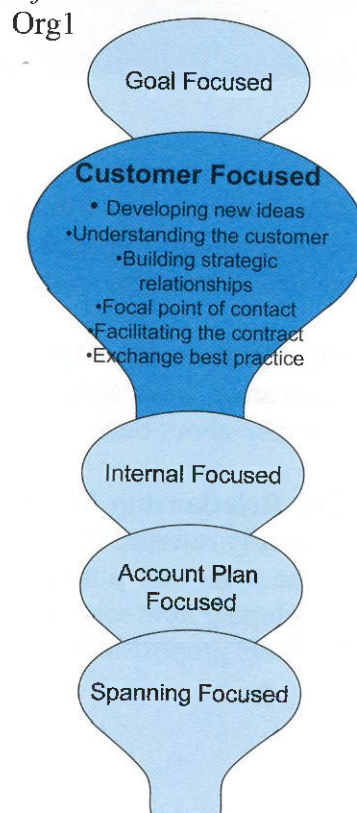 Org1
Goal Focused
Customer Focused
• Developing new ideas
•Understanding the customer
•Building strategic
relationships
•Focal point of contact
•Facilitating the contract
•Exchange best practice
Internal Focused
Account Plan
Focused
Spanning Focused